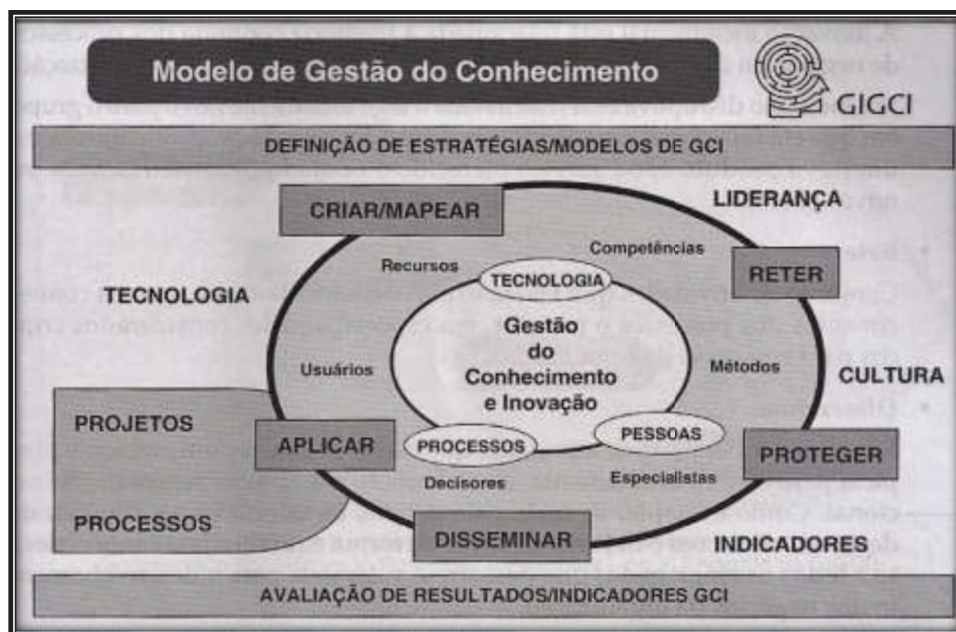 Modelo de Gestão do Conhecimento
GIGCI
DEFINIÇÃO DE ESTRATÉGIAS/MODELOS DE GCI
LIDERANÇA
CRIAR/MAPEAR
Competências
Recursos
RETER
TECNOLOGIA
TECNOLOGIA
Gestão
do
Conhecimento
e Inovação
Usuários
Métodos
CULTURA
PROJETOS
APLICAR
PROCESSOS
PESSOAS
PROTEGER
Decisores
Especialistas
PROCESSOS
DISSEMINAR
INDICADORES
AVALIAÇÃO DE RESULTADOS/INDICADORES GCI